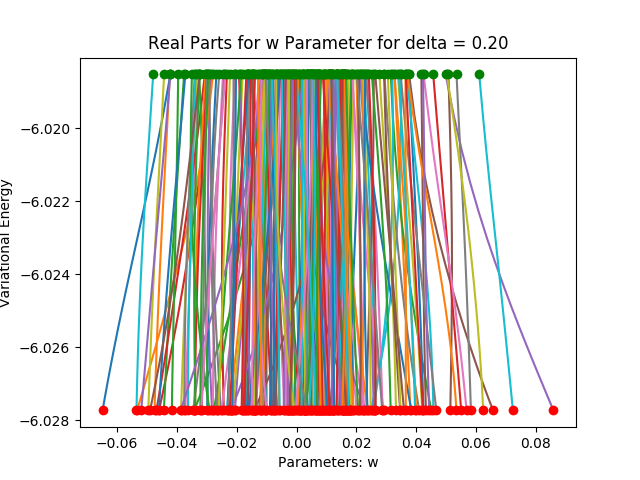 Real Parts for w Parameter for delta = 0.20
Variational Energy
−6.020
−6.022
−6.024
−6.026
−6.028
−0.06 −0.04 −0.02 0.00 0.02 0.04 0.06 0.08
Parameters: w